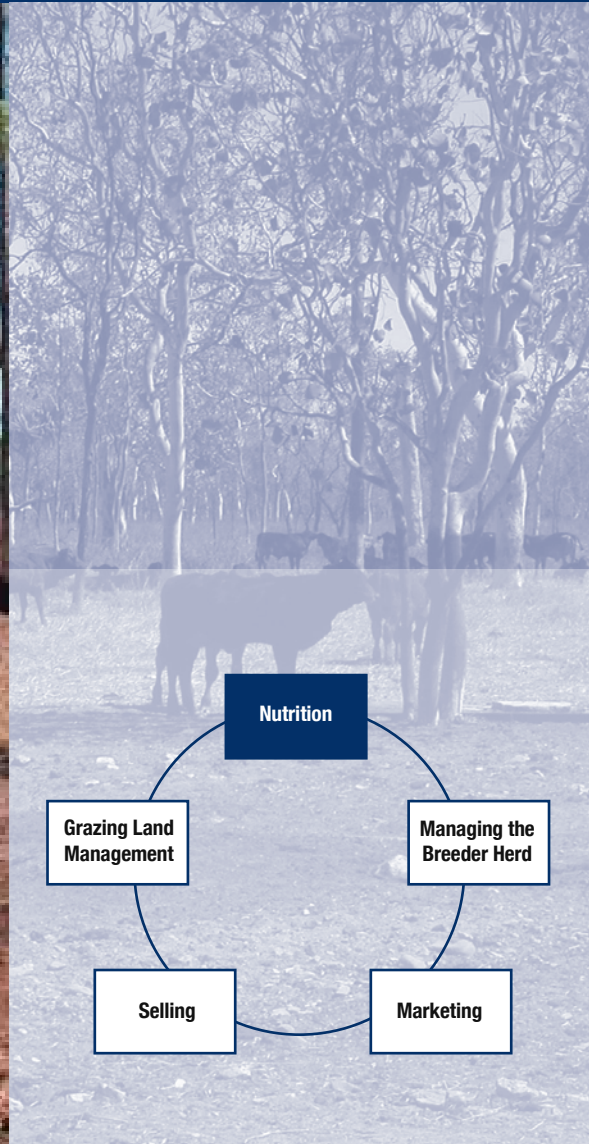 Nutrition
Grazing Land
Management
Managing the
Breeder Herd
Selling
Marketing